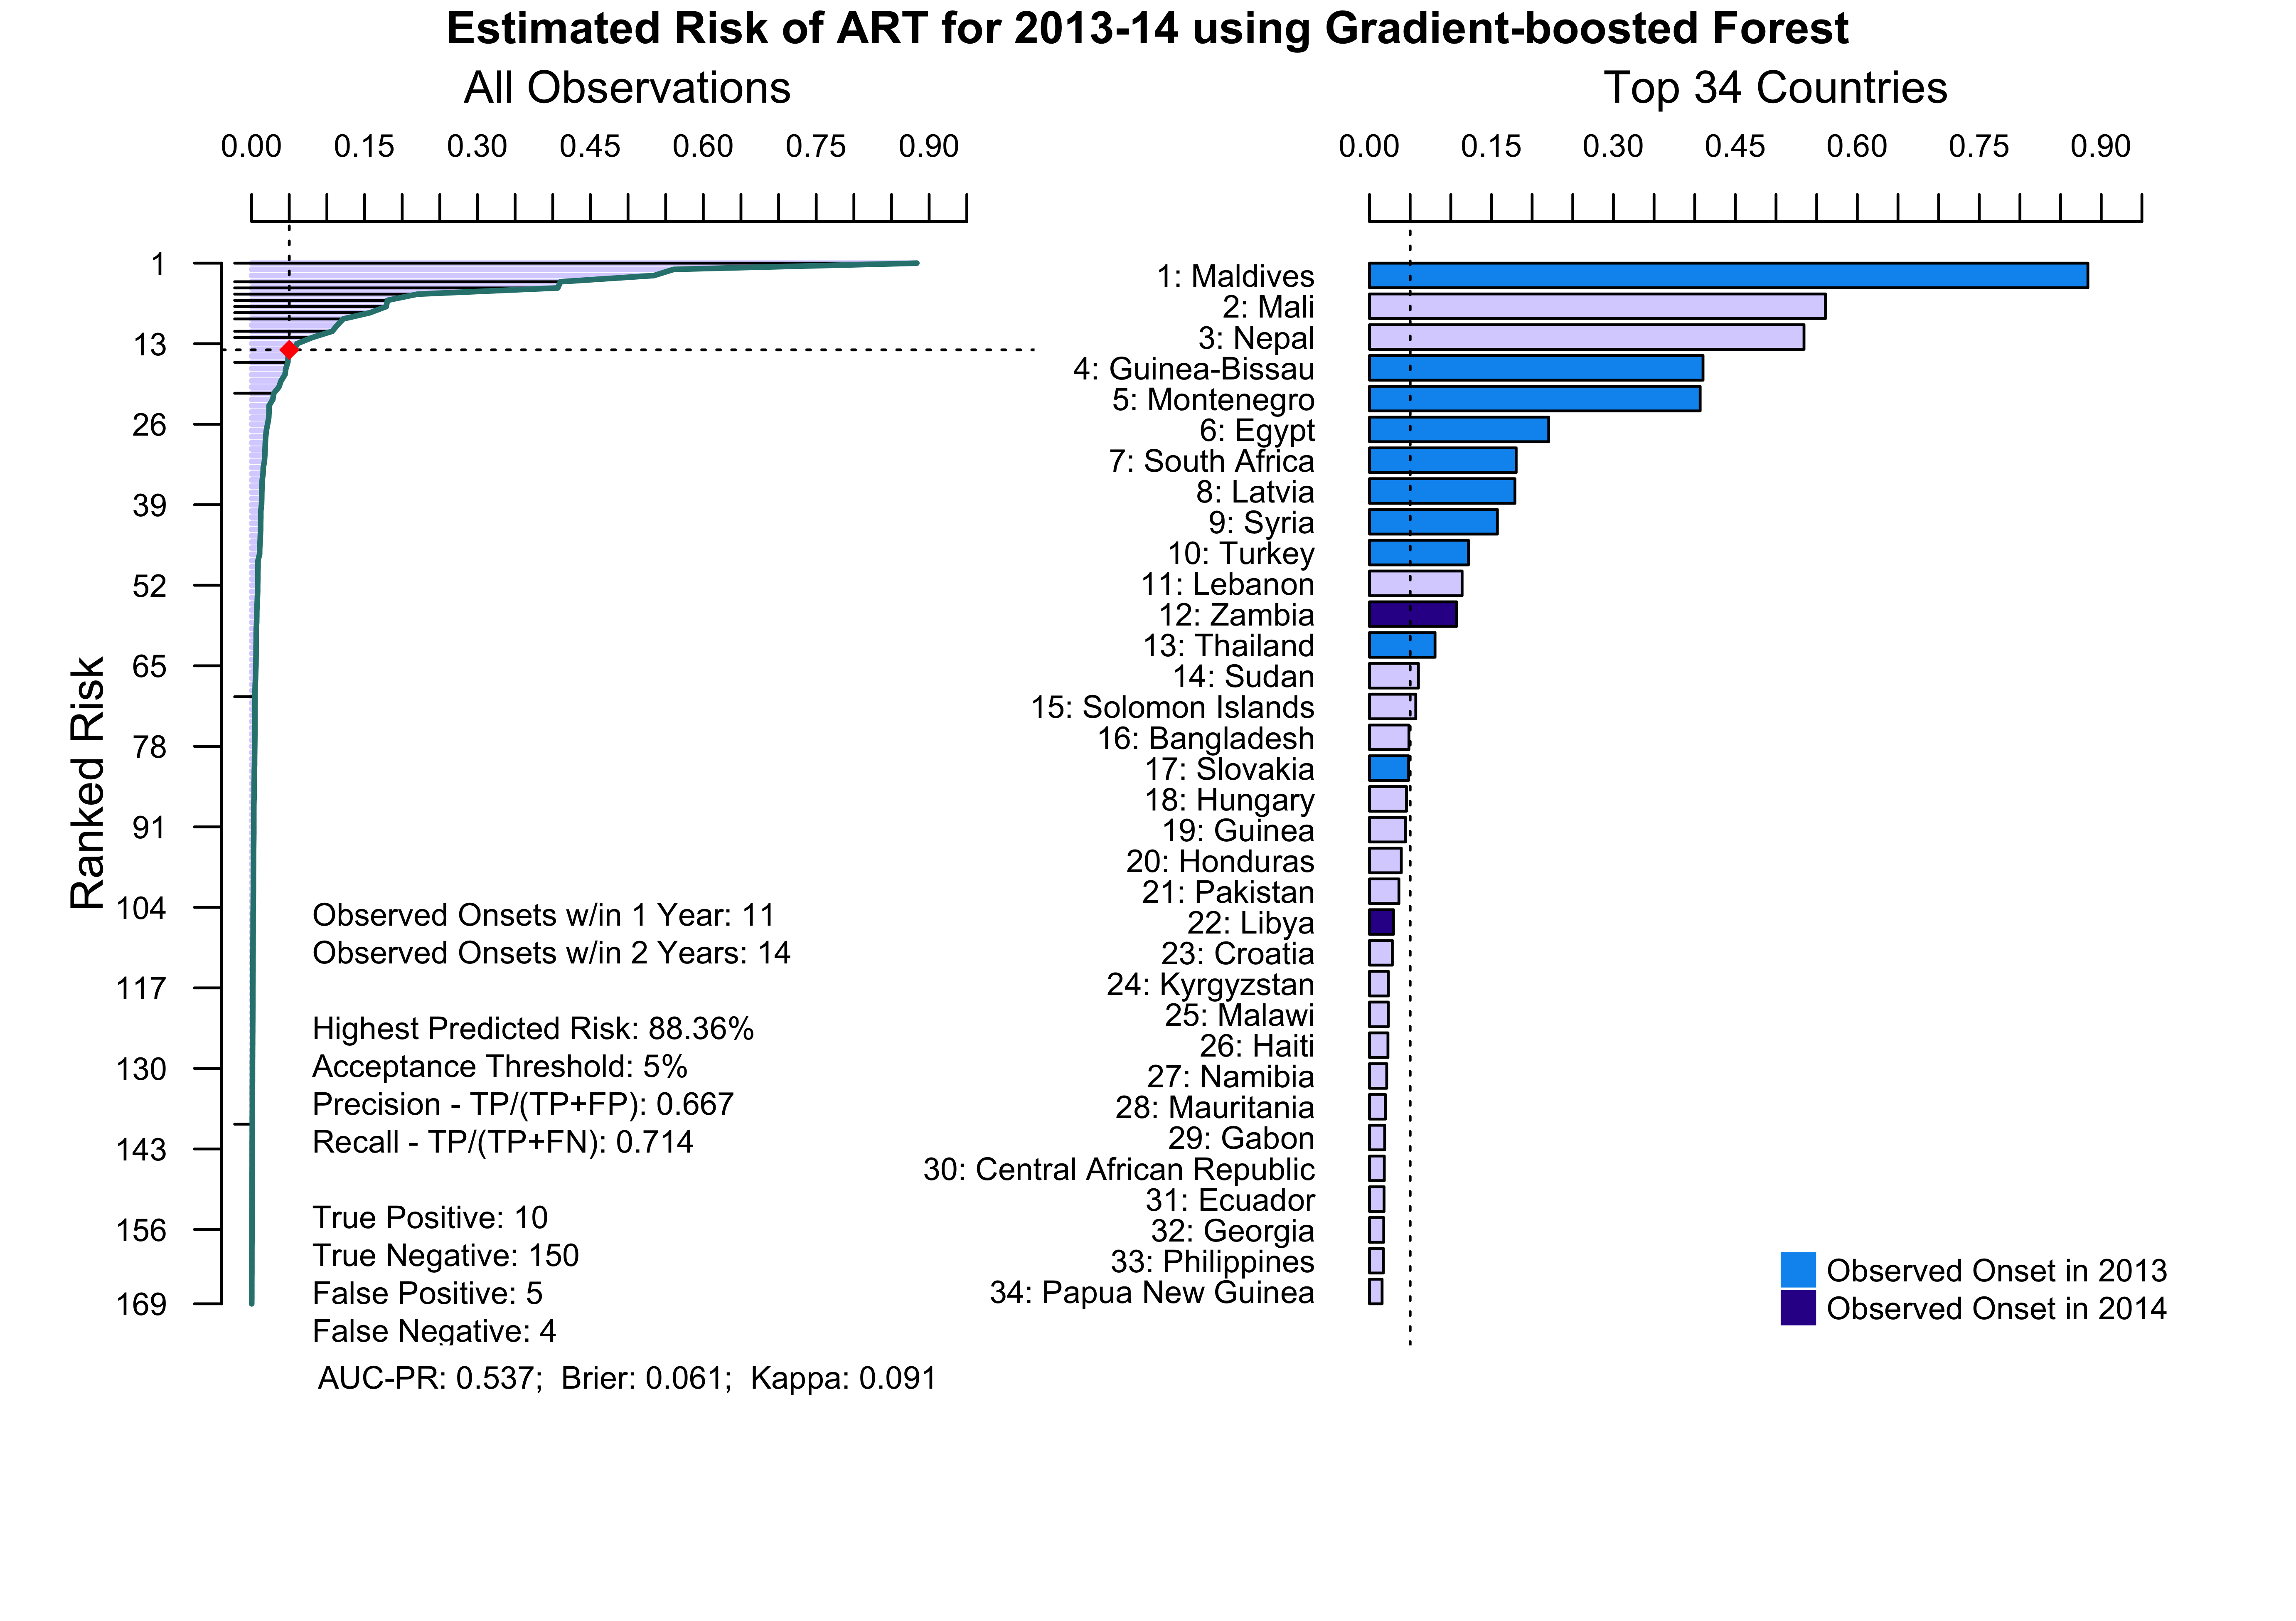 Estimated Risk of ART for 2013-14 using Gradient-boosted Forest
All Observations
0.00 0.15 0.30 0.45 0.60 0.75 0.90
Ranked Risk
1
13
26
39
52
65
78
91
104
117
130
143
156
169
Observed Onsets w/in 1 Year: 11
Observed Onsets w/in 2 Years: 14
Highest Predicted Risk: 88.36%
Acceptance Threshold: 5%
Precision - TP/(TP+FP): 0.667
Recall - TP/(TP+FN): 0.714
True Positive: 10
True Negative: 150
False Positive: 5
False Negative: 4
AUC-PR: 0.537; Brier: 0.061; Kappa: 0.091
Top 34 Countries
0.00 0.15 0.30 0.45 0.60 0.75 0.90
1: Maldives
2: Mali
3: Nepal
4: Guinea-Bissau
5: Montenegro
6: Egypt
7: South Africa
8: Latvia
9: Syria
10: Turkey
11: Lebanon
12: Zambia
13: Thailand
14: Sudan
15: Solomon Islands
16: Bangladesh
17: Slovakia
18: Hungary
19: Guinea
20: Honduras
21: Pakistan
22: Libya
23: Croatia
24: Kyrgyzstan
25: Malawi
26: Haiti
27: Namibia
28: Mauritania
29: Gabon
30: Central African Republic
31: Ecuador
32: Georgia
33: Philippines
34: Papua New Guinea
Observed Onset in 2013
Observed Onset in 2014